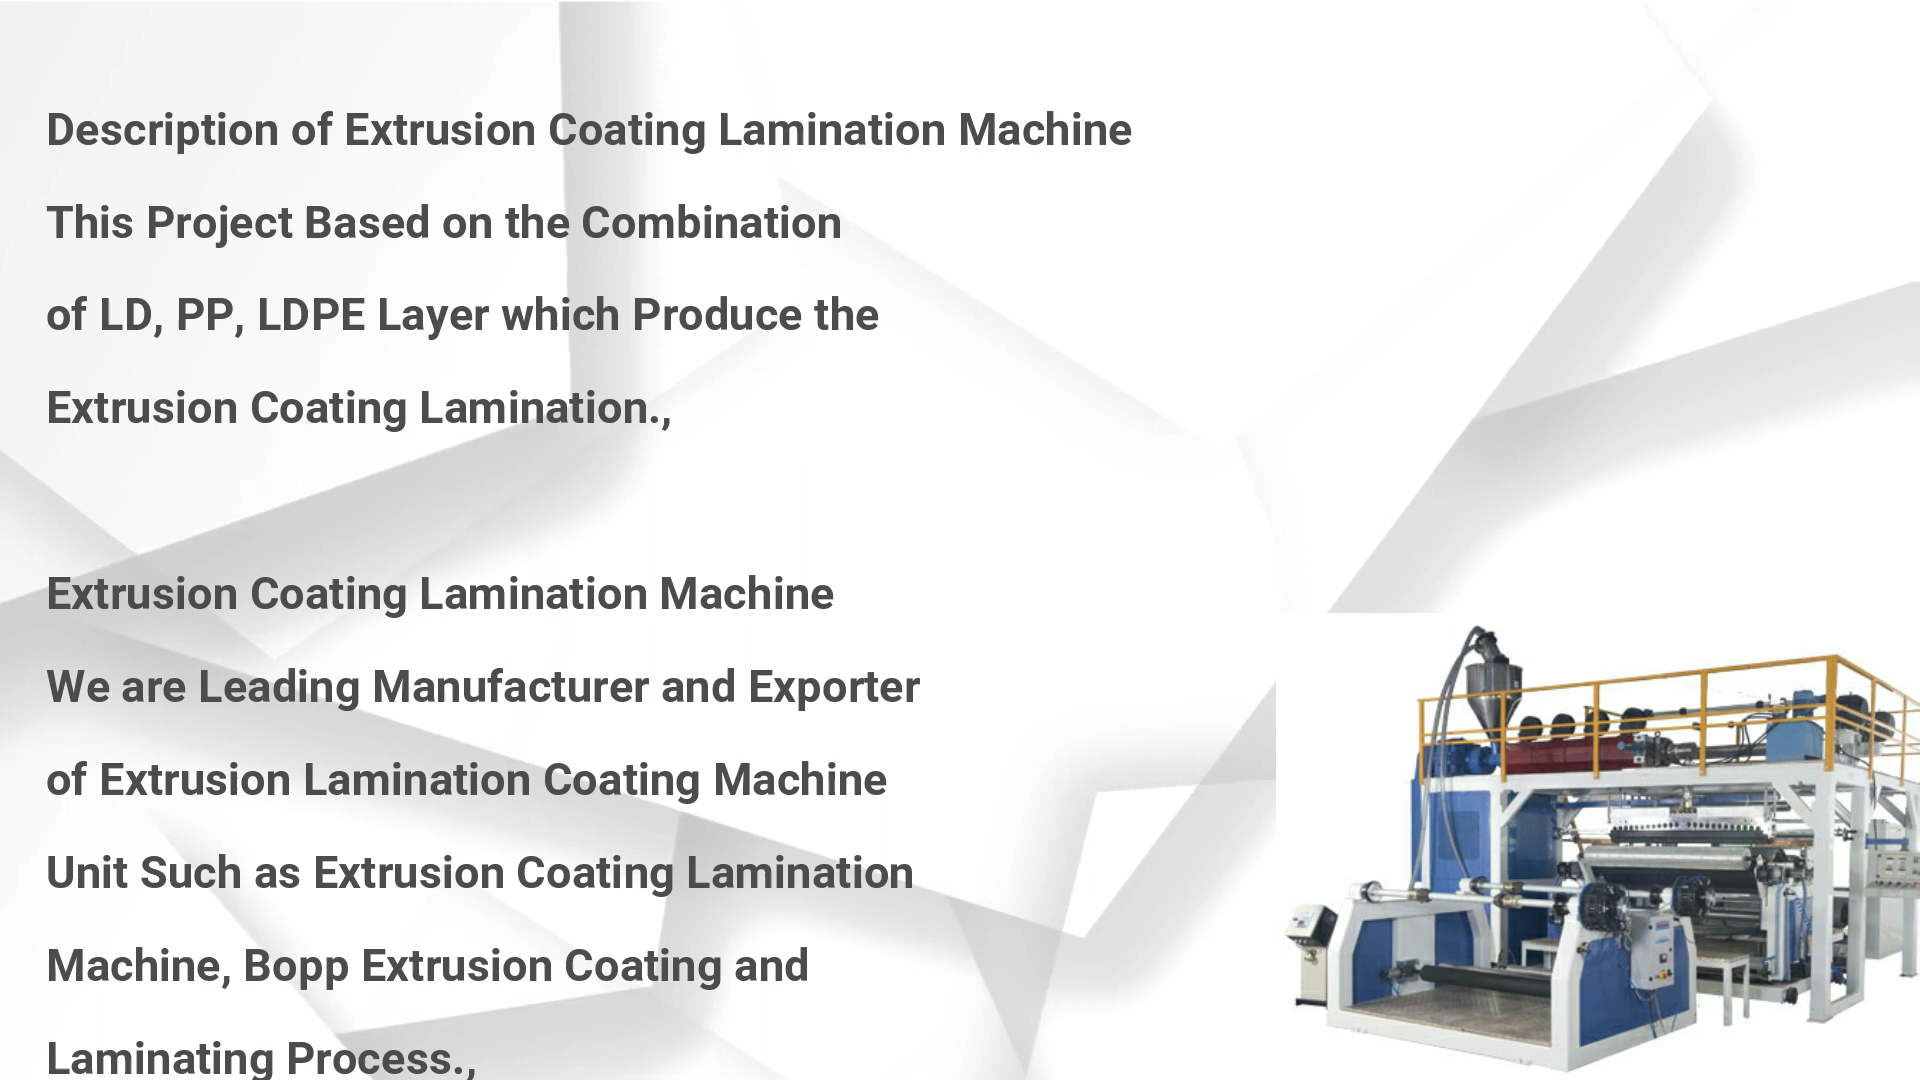 Description of Extrusion Coating Lamination Machine
This Project Based on the Combination
of LD, PP, LDPE Layer which Produce the
Extrusion Coating Lamination.,
Extrusion Coating Lamination Machine
We are Leading Manufacturer and Exporter
of Extrusion Lamination Coating Machine
Unit Such as Extrusion Coating Lamination
Machine, Bopp Extrusion Coating and
Laminating Process.,